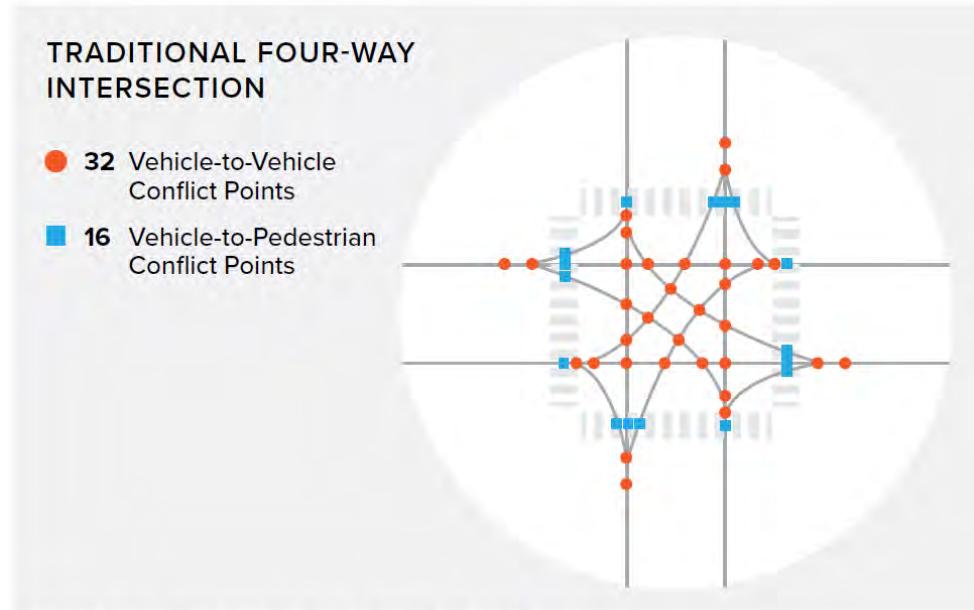 TRADITIONAL FOUR-WAY
INTERSECTION
32 Vehicle-to-Vehicle
Conflict Points
16 Vehicle-to-Pedestrian
Conflict Points